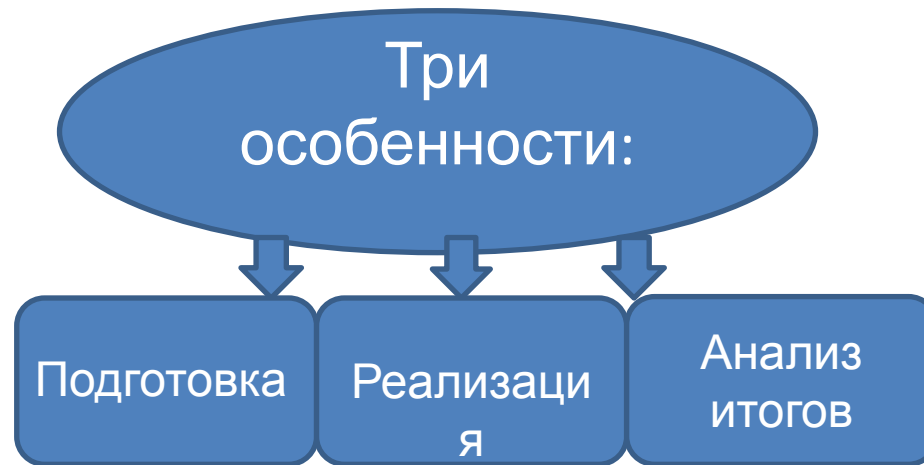 Три
особенности:
Подготовка
Реализаци
я
Анализ
итогов